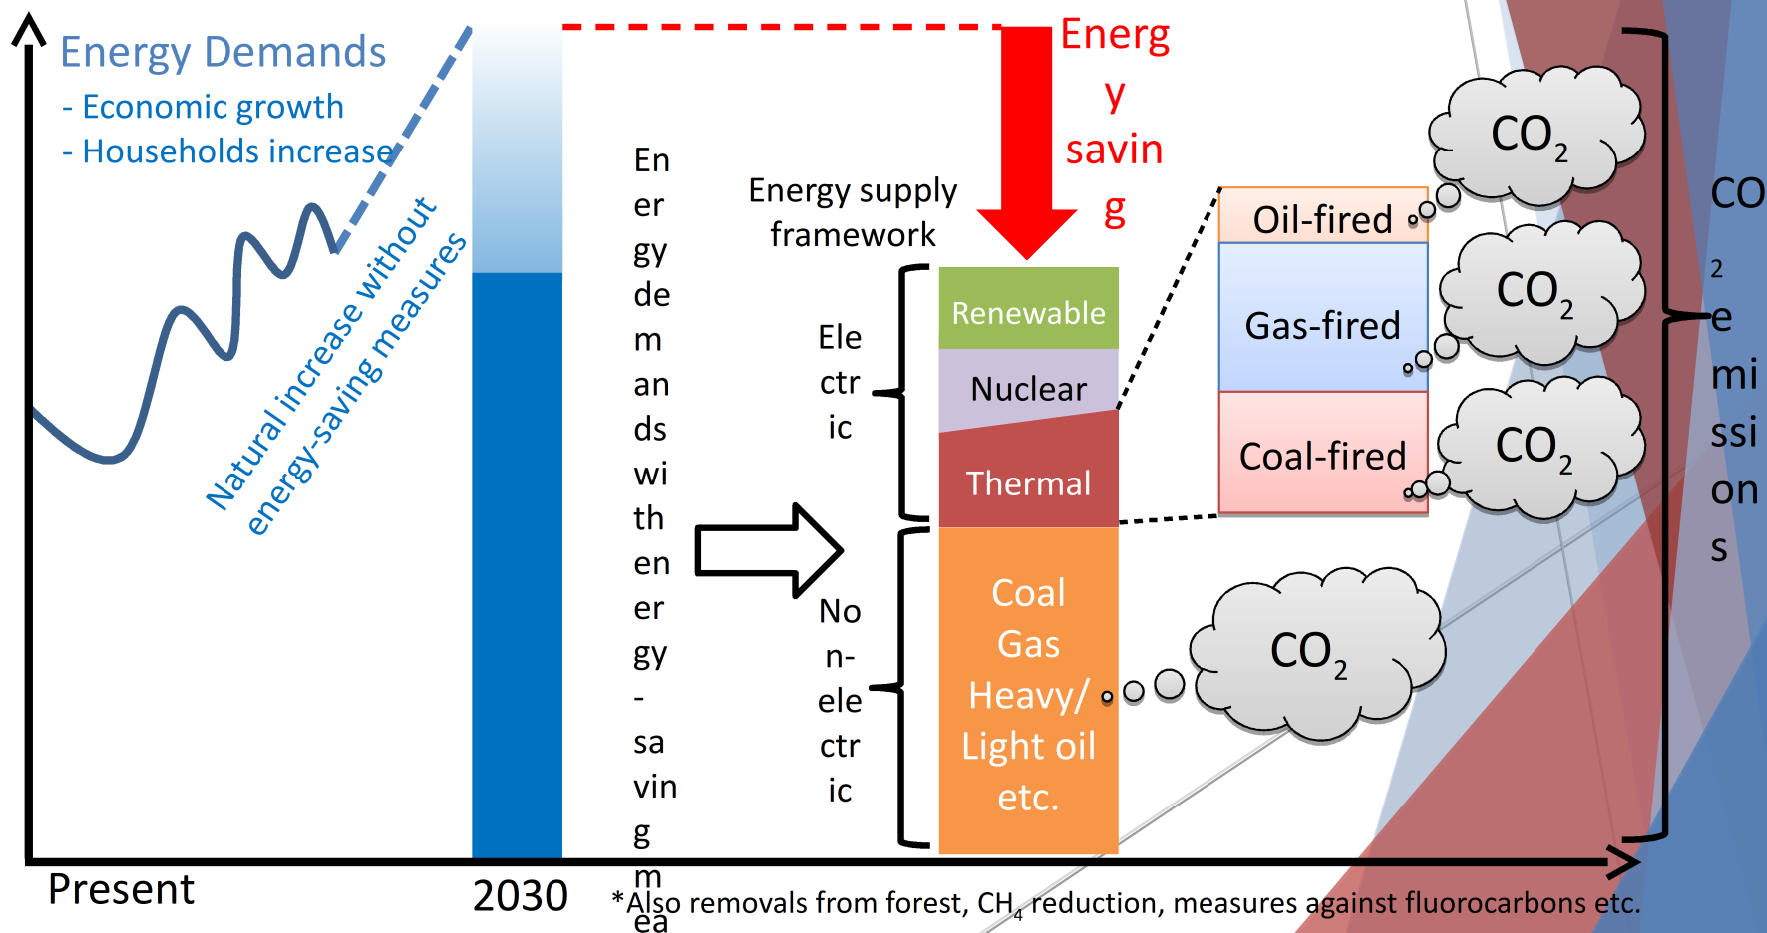 Energy Demands
- Economic growth
- Households increase
Natural increase without
energy-saving measures
Present
2030
En
er
gy
de
m
an
ds
wi
th
en
er
gy
-
sa
vin
g
m
ea
Energy supply
framework
Energ
y
savin
g
Ele
ctr
ic
No
n-
ele
ctr
ic
Renewable
Nuclear
Thermal
Coal
Gas
Heavy/
Light oil
etc.
Oil-fired
Gas-fired
Coal-fired
CO2
CO2
CO2
CO2
CO
2
e
mi
ssi
on
s
*Also removals from forest, CH4 reduction, measures against fluorocarbons etc.